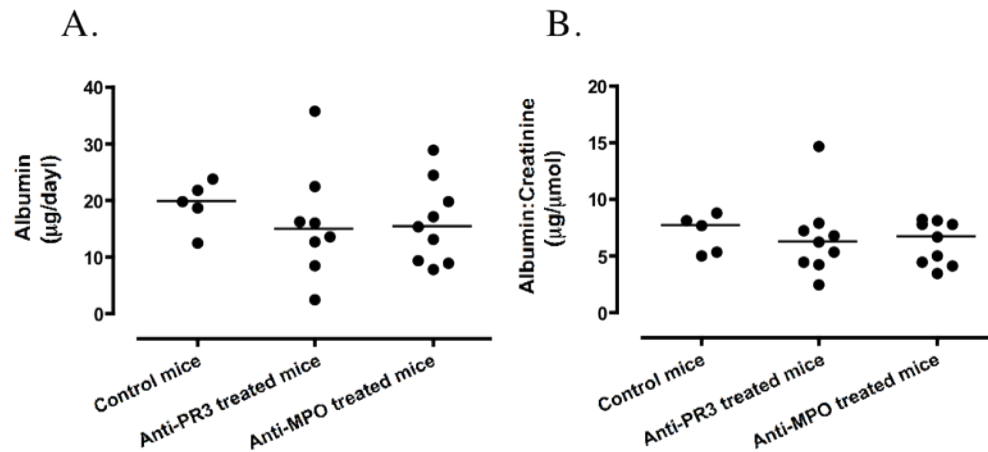 A.
B.
Albumin
(µg/dayl)
40
30
20
10
0
Control mice
Anti-PR3 treated mice
Anti-MPO treated mice
Albumin:Creatinine
(µg/µmol)
20
15
10
5
0
Control mice
Anti-PR3 treated mice
Anti-MPO treated mice